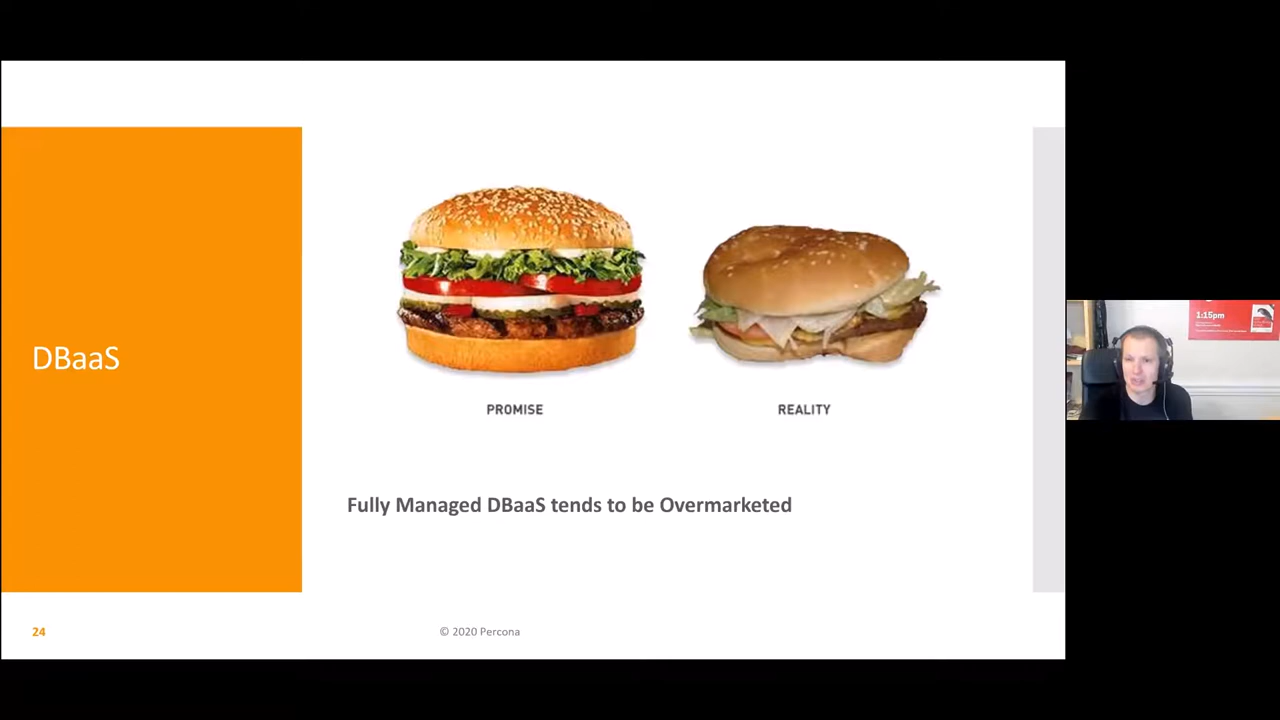 DBaaS
PROMISE
REALITY
Fully Managed DBaaS tends to be Overmarketed
24
© 2020 Percona
1:15pm